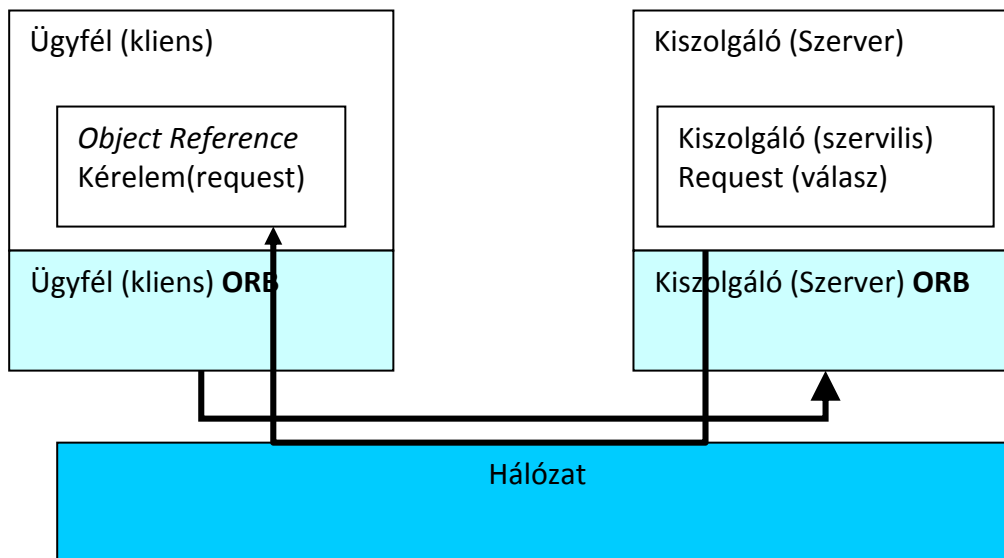 Ügyfél (kliens)
Object Reference
Kérelem(request)
Ügyfél (kliens) ORB
Kiszolgáló (Szerver)
Kiszolgáló (szervilis)
Request (válasz)
Kiszolgáló (Szerver) ORB
Hálózat